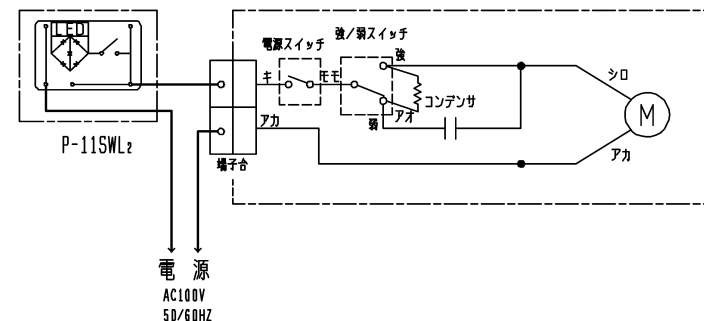 LED
P-11SWL2
電源スイッチ
強/弱スイッチ
キ
モモ
強
弱
アオ
コンデンサ
シロ
M
アカ
アカ
端子台
電源
AC100V
50/60HZ